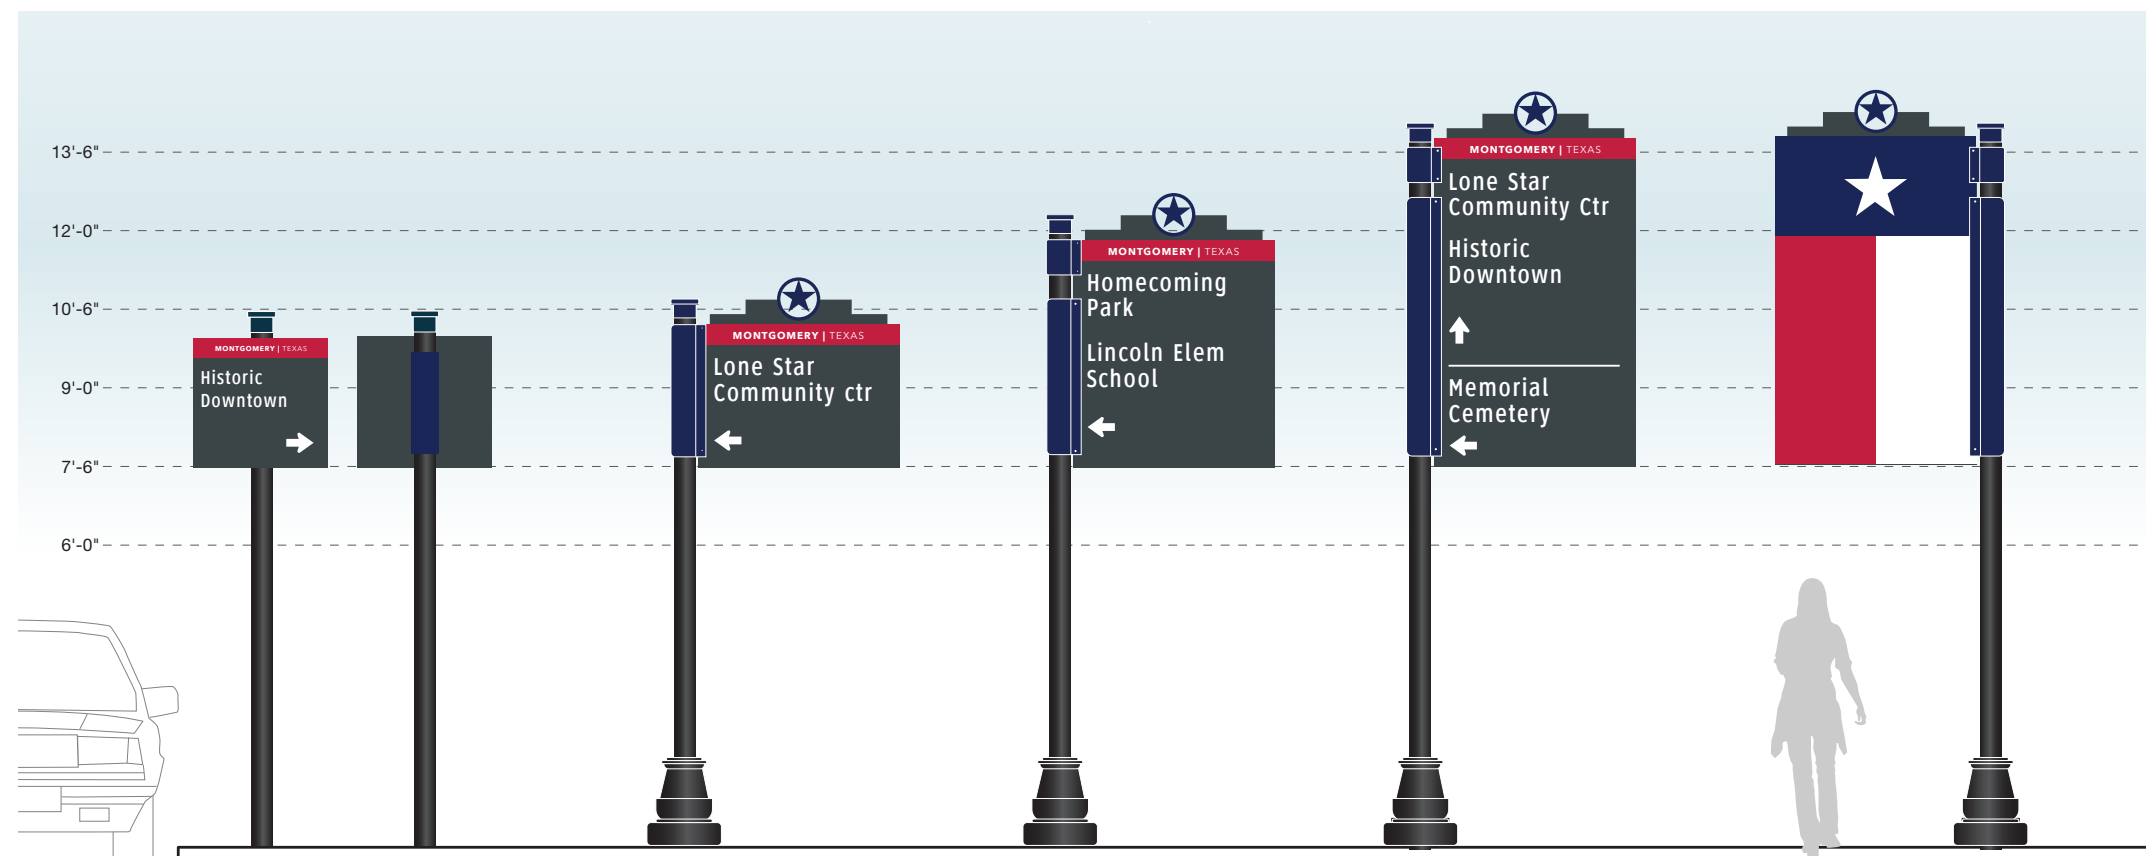 13'-6"
12'-0"
10'-6"
9'-0"
7'-6"
6'-0"
MONTGOMERY | TEXAS
Historic
Downtown
MONTGOMERY | TEXAS
Lone Star
Community ctr
MONTGOMERY | TEXAS
Homecoming
Park
Lincoln Elem
School
MONTGOMERY | TEXAS
Lone Star
Community Ctr
Historic
Downtown
Memorial
Cemetery